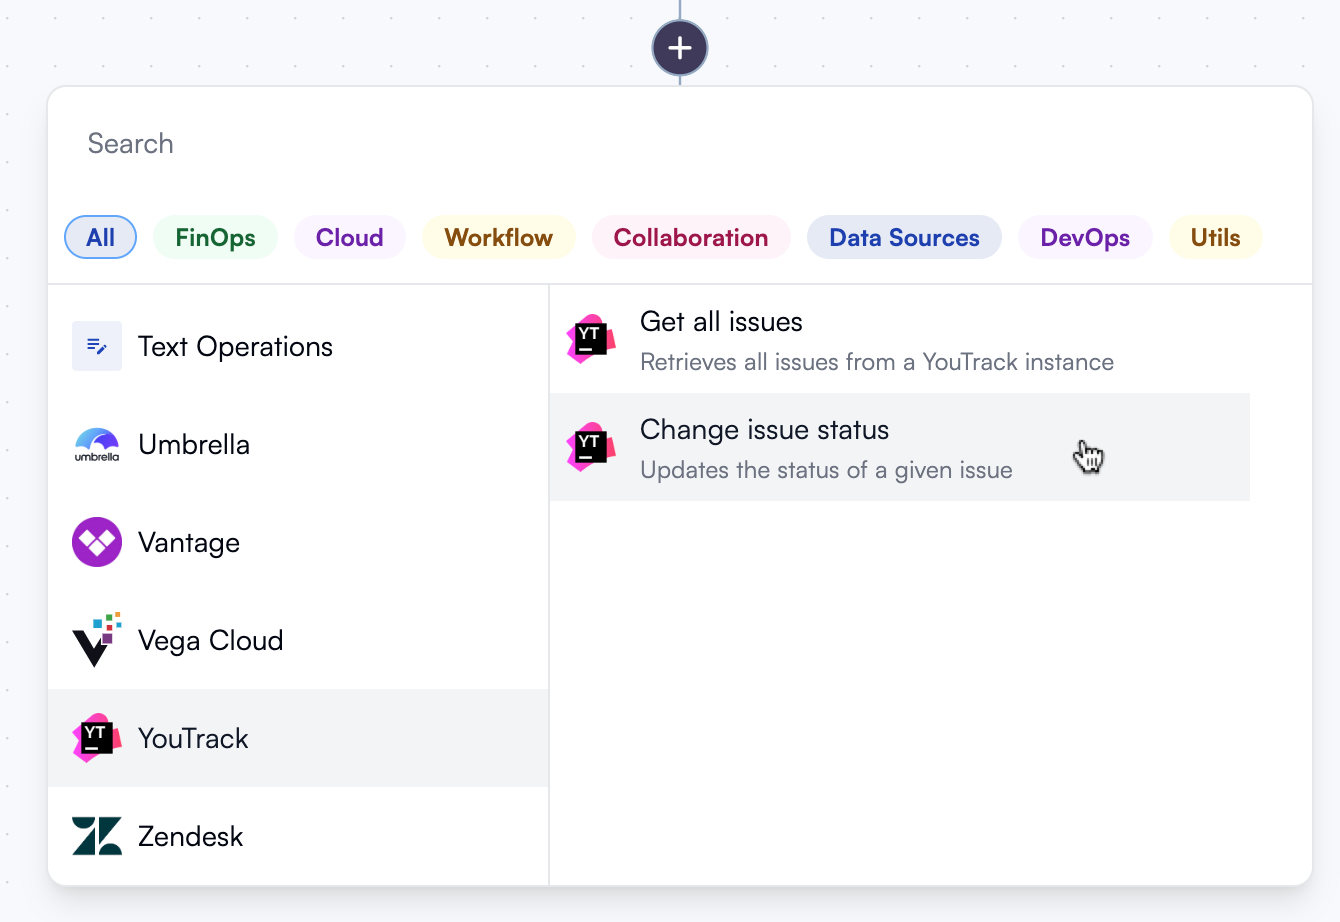 Search
All FinOps Cloud Workflow Collaboration Data Sources DevOps Utils
Text Operations
umbrella Umbrella
Vantage
Vega Cloud
YT YouTrack
Zendesk
YT Get all issues
Retrieves all issues from a YouTrack instance
YT Change issue status
Updates the status of a given issue